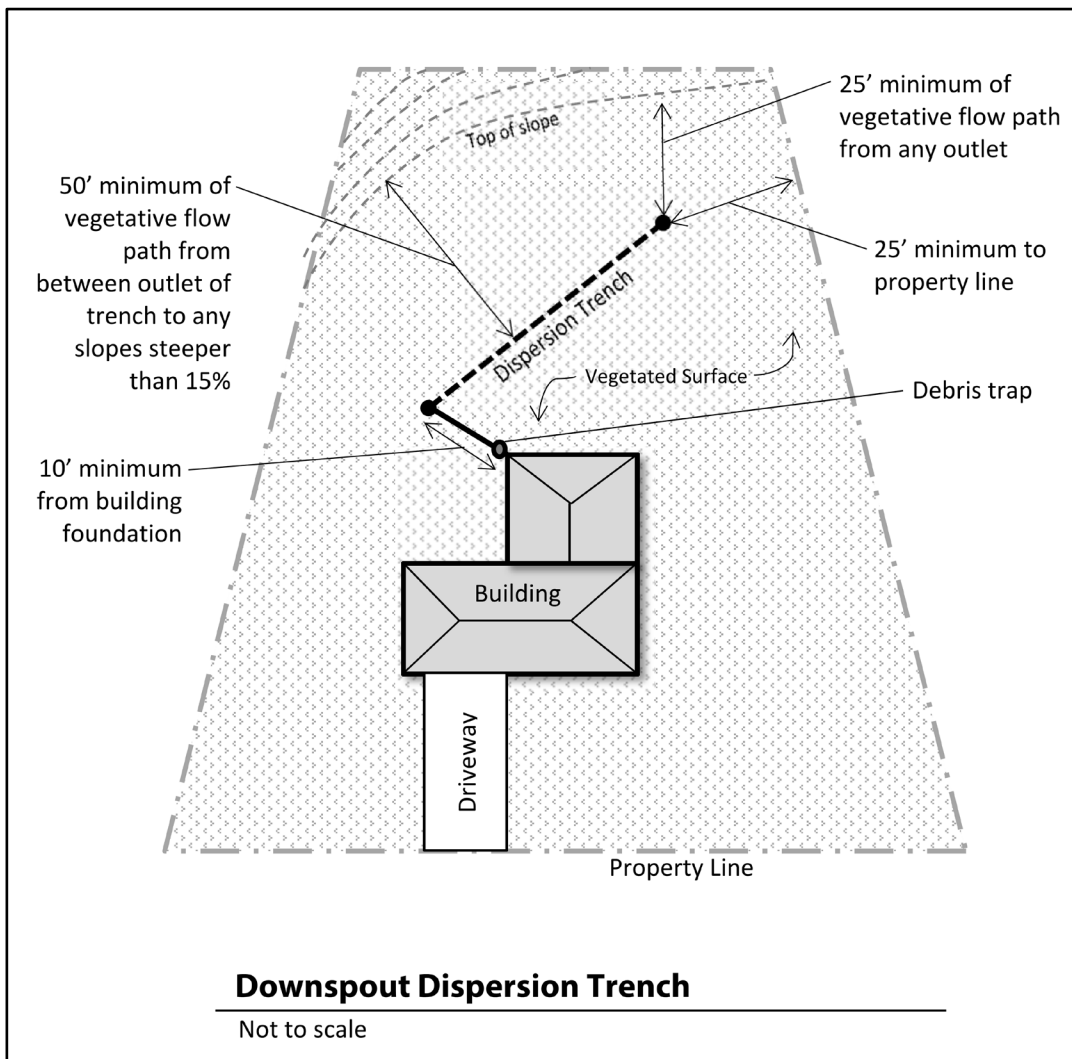 25' minimum of
vegetative flow path
from any outlet
Top of slope
50' minimum of
vegetative flow
path from
between outlet of
trench to any
slopes steeper
than 15%
25' minimum to
property line
Dispersion Trench
Vegetated Surface
Debris trap
10' minimum
from building
foundation
Building
Driveway
Property Line
Downspout Dispersion Trench
Not to scale